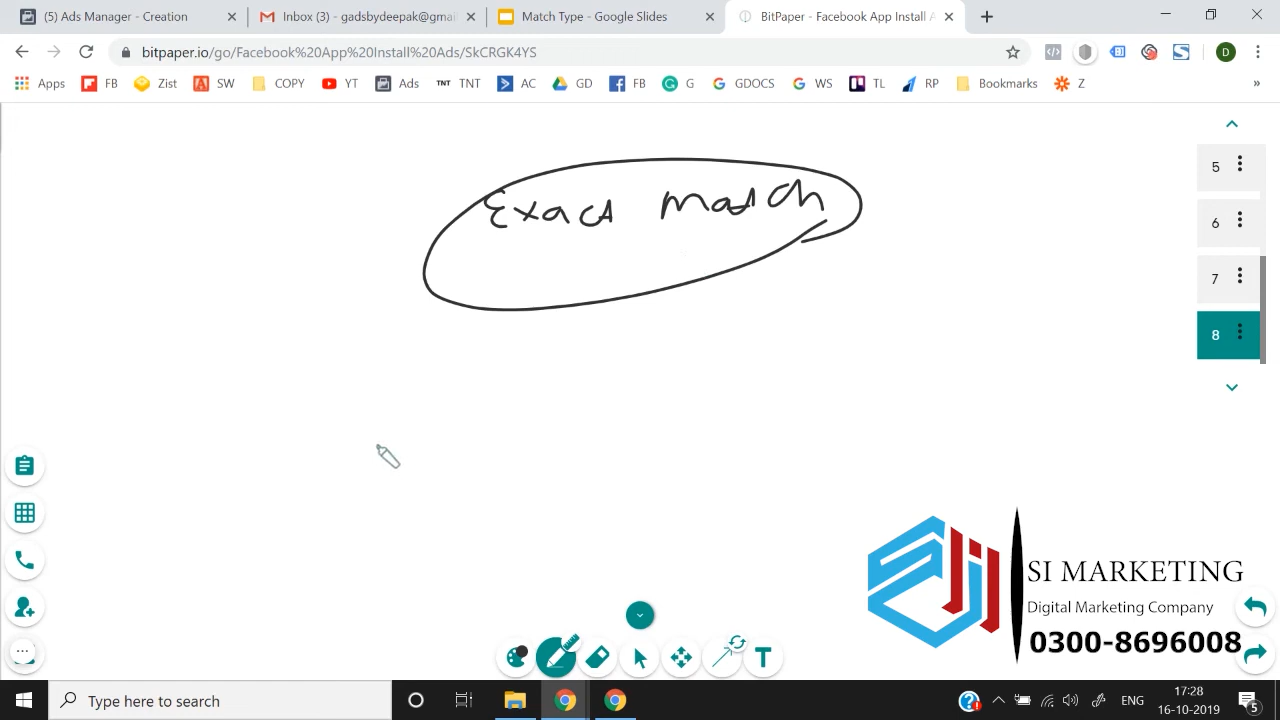 (5) Ads Manager - Creation
Inbox (3) - gadsbydeepak@gmai
Match Type - Google Slides
BitPaper - Facebook App Install A
bitpaper.io/go/Facebook%20App%20Install%20Ads/SkCRGK4YS
D
Apps FB Zist SW COPY YT Ads TNT TNT AC GD FB G GDOCS WS TL RP Bookmarks Z »
Exact match
5
6
7
8
SI MARKETING
Digital Marketing Company
0300-8696008
T
Type here to search
ENG
17:28
16-10-2019
5